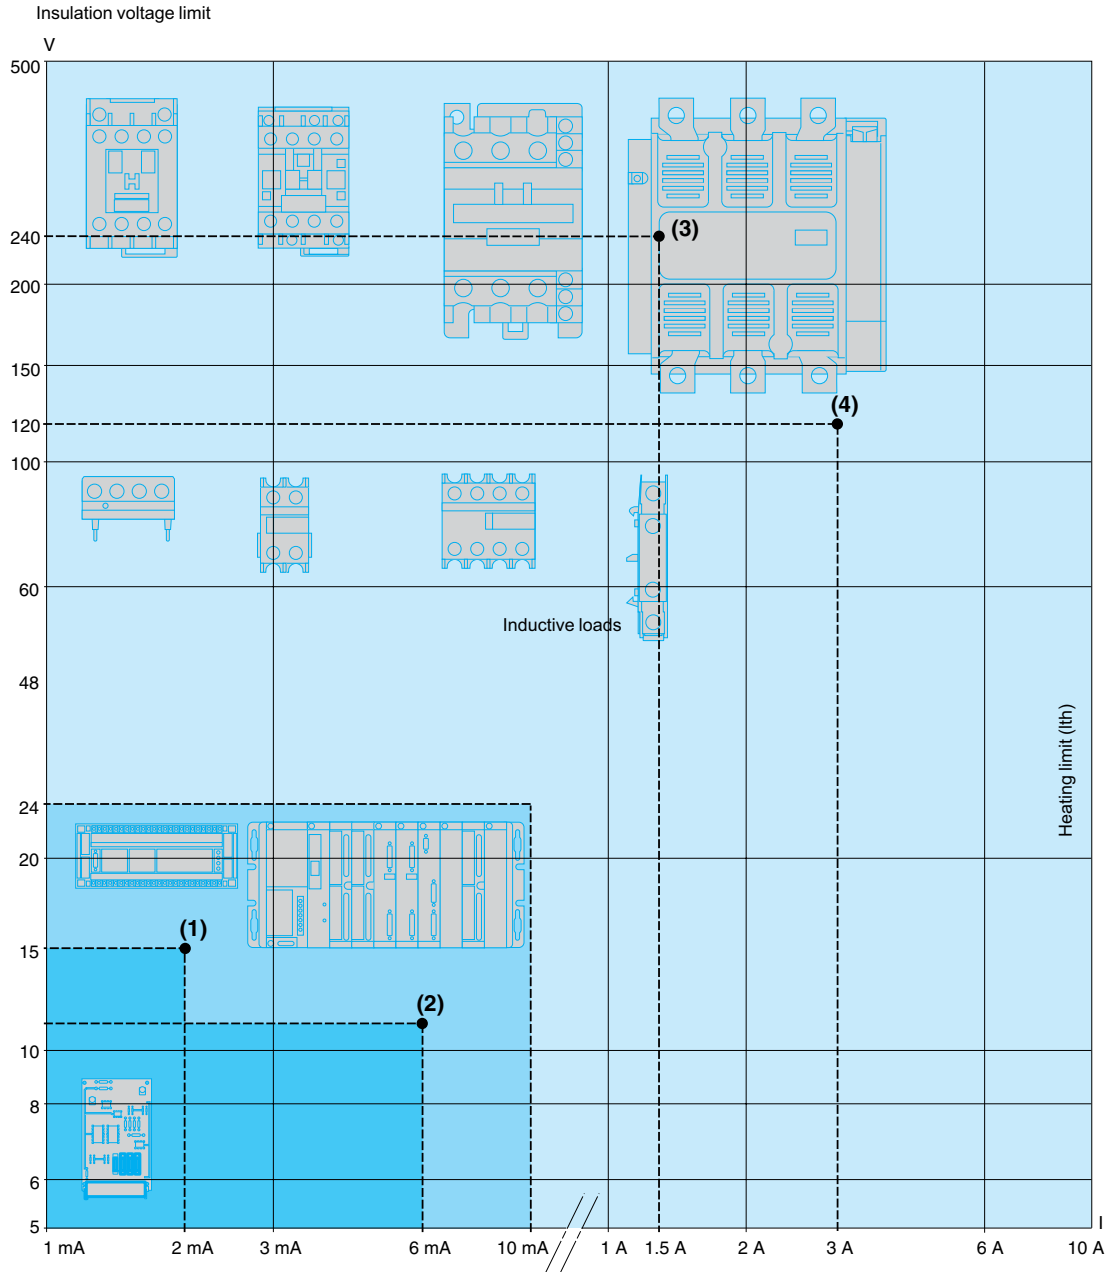 Insulation voltage limit
V
500
240
(3)
200
150
(4)
120
100
60
Inductive loads
48
Heating limit (Ith)
24
20
(1)
15
(2)
10
8
6
5
I
1 mA
2 mA
3 mA
6 mA
10 mA
1 A
1.5 A
2 A
3 A
6 A
10 A